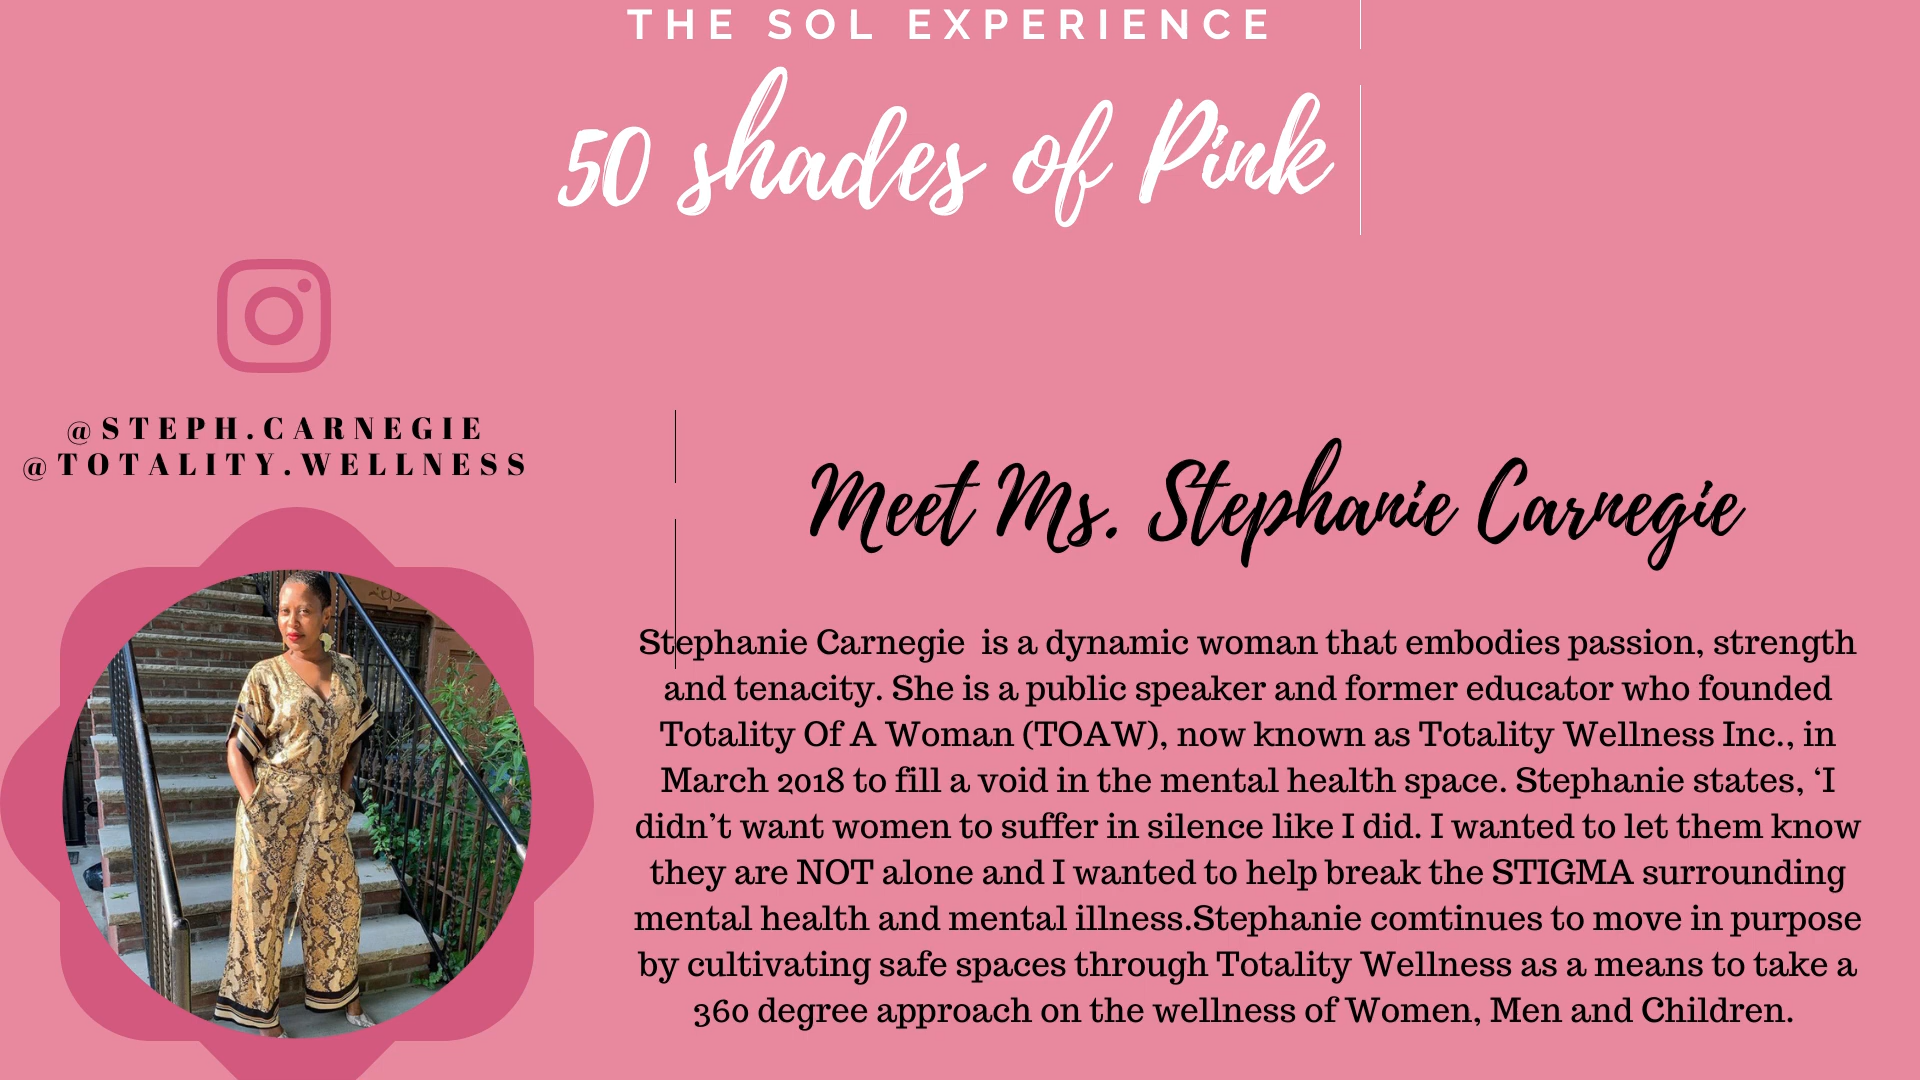 THE SOL EXPERIENCE
50 shades of Pink
@STEPH.CARNEGIE
@TOTALITY.WELLNESS
Meet Ms. Stephanie Carnegie
Stephanie Carnegie  is a dynamic woman that embodies passion, strength
and tenacity. She is a public speaker and former educator who founded
Totality Of A Woman (TOAW), now known as Totality Wellness Inc., in
March 2018 to fill a void in the mental health space. Stephanie states, ‘I
didn’t want women to suffer in silence like I did. I wanted to let them know
they are NOT alone and I wanted to help break the STIGMA surrounding
mental health and mental illness.Stephanie comtinues to move in purpose
by cultivating safe spaces through Totality Wellness as a means to take a
360 degree approach on the wellness of Women, Men and Children.